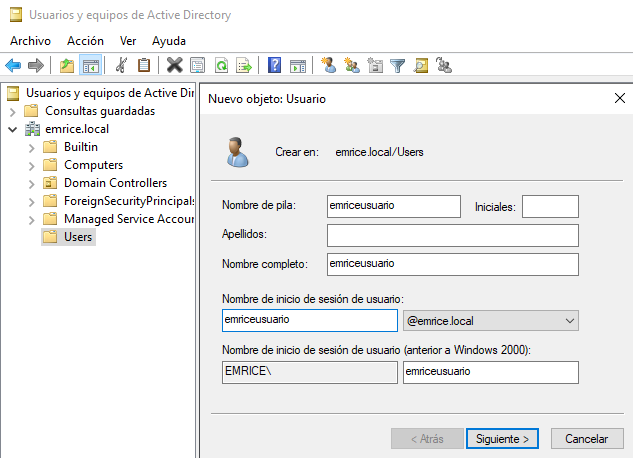 Usuarios y equipos de Active Directory
Archivo Acción Ver Ayuda
Usuarios y equipos de Active Dire
Consultas guardadas
emrice.local
Builtin
Computers
Domain Controllers
ForeignSecurityPrincipals
Managed Service Accoun
Users
Nuevo objeto: Usuario
Crear en: emrice.local/Users
Nombre de pila: emriceusuario Iniciales:
Apellidos:
Nombre completo: emriceusuario
Nombre de inicio de sesión de usuario:
emriceusuario @emrice.local
Nombre de inicio de sesión de usuario (anterior a Windows 2000):
EMRICE\ emriceusuario
< Atrás Siguiente > Cancelar